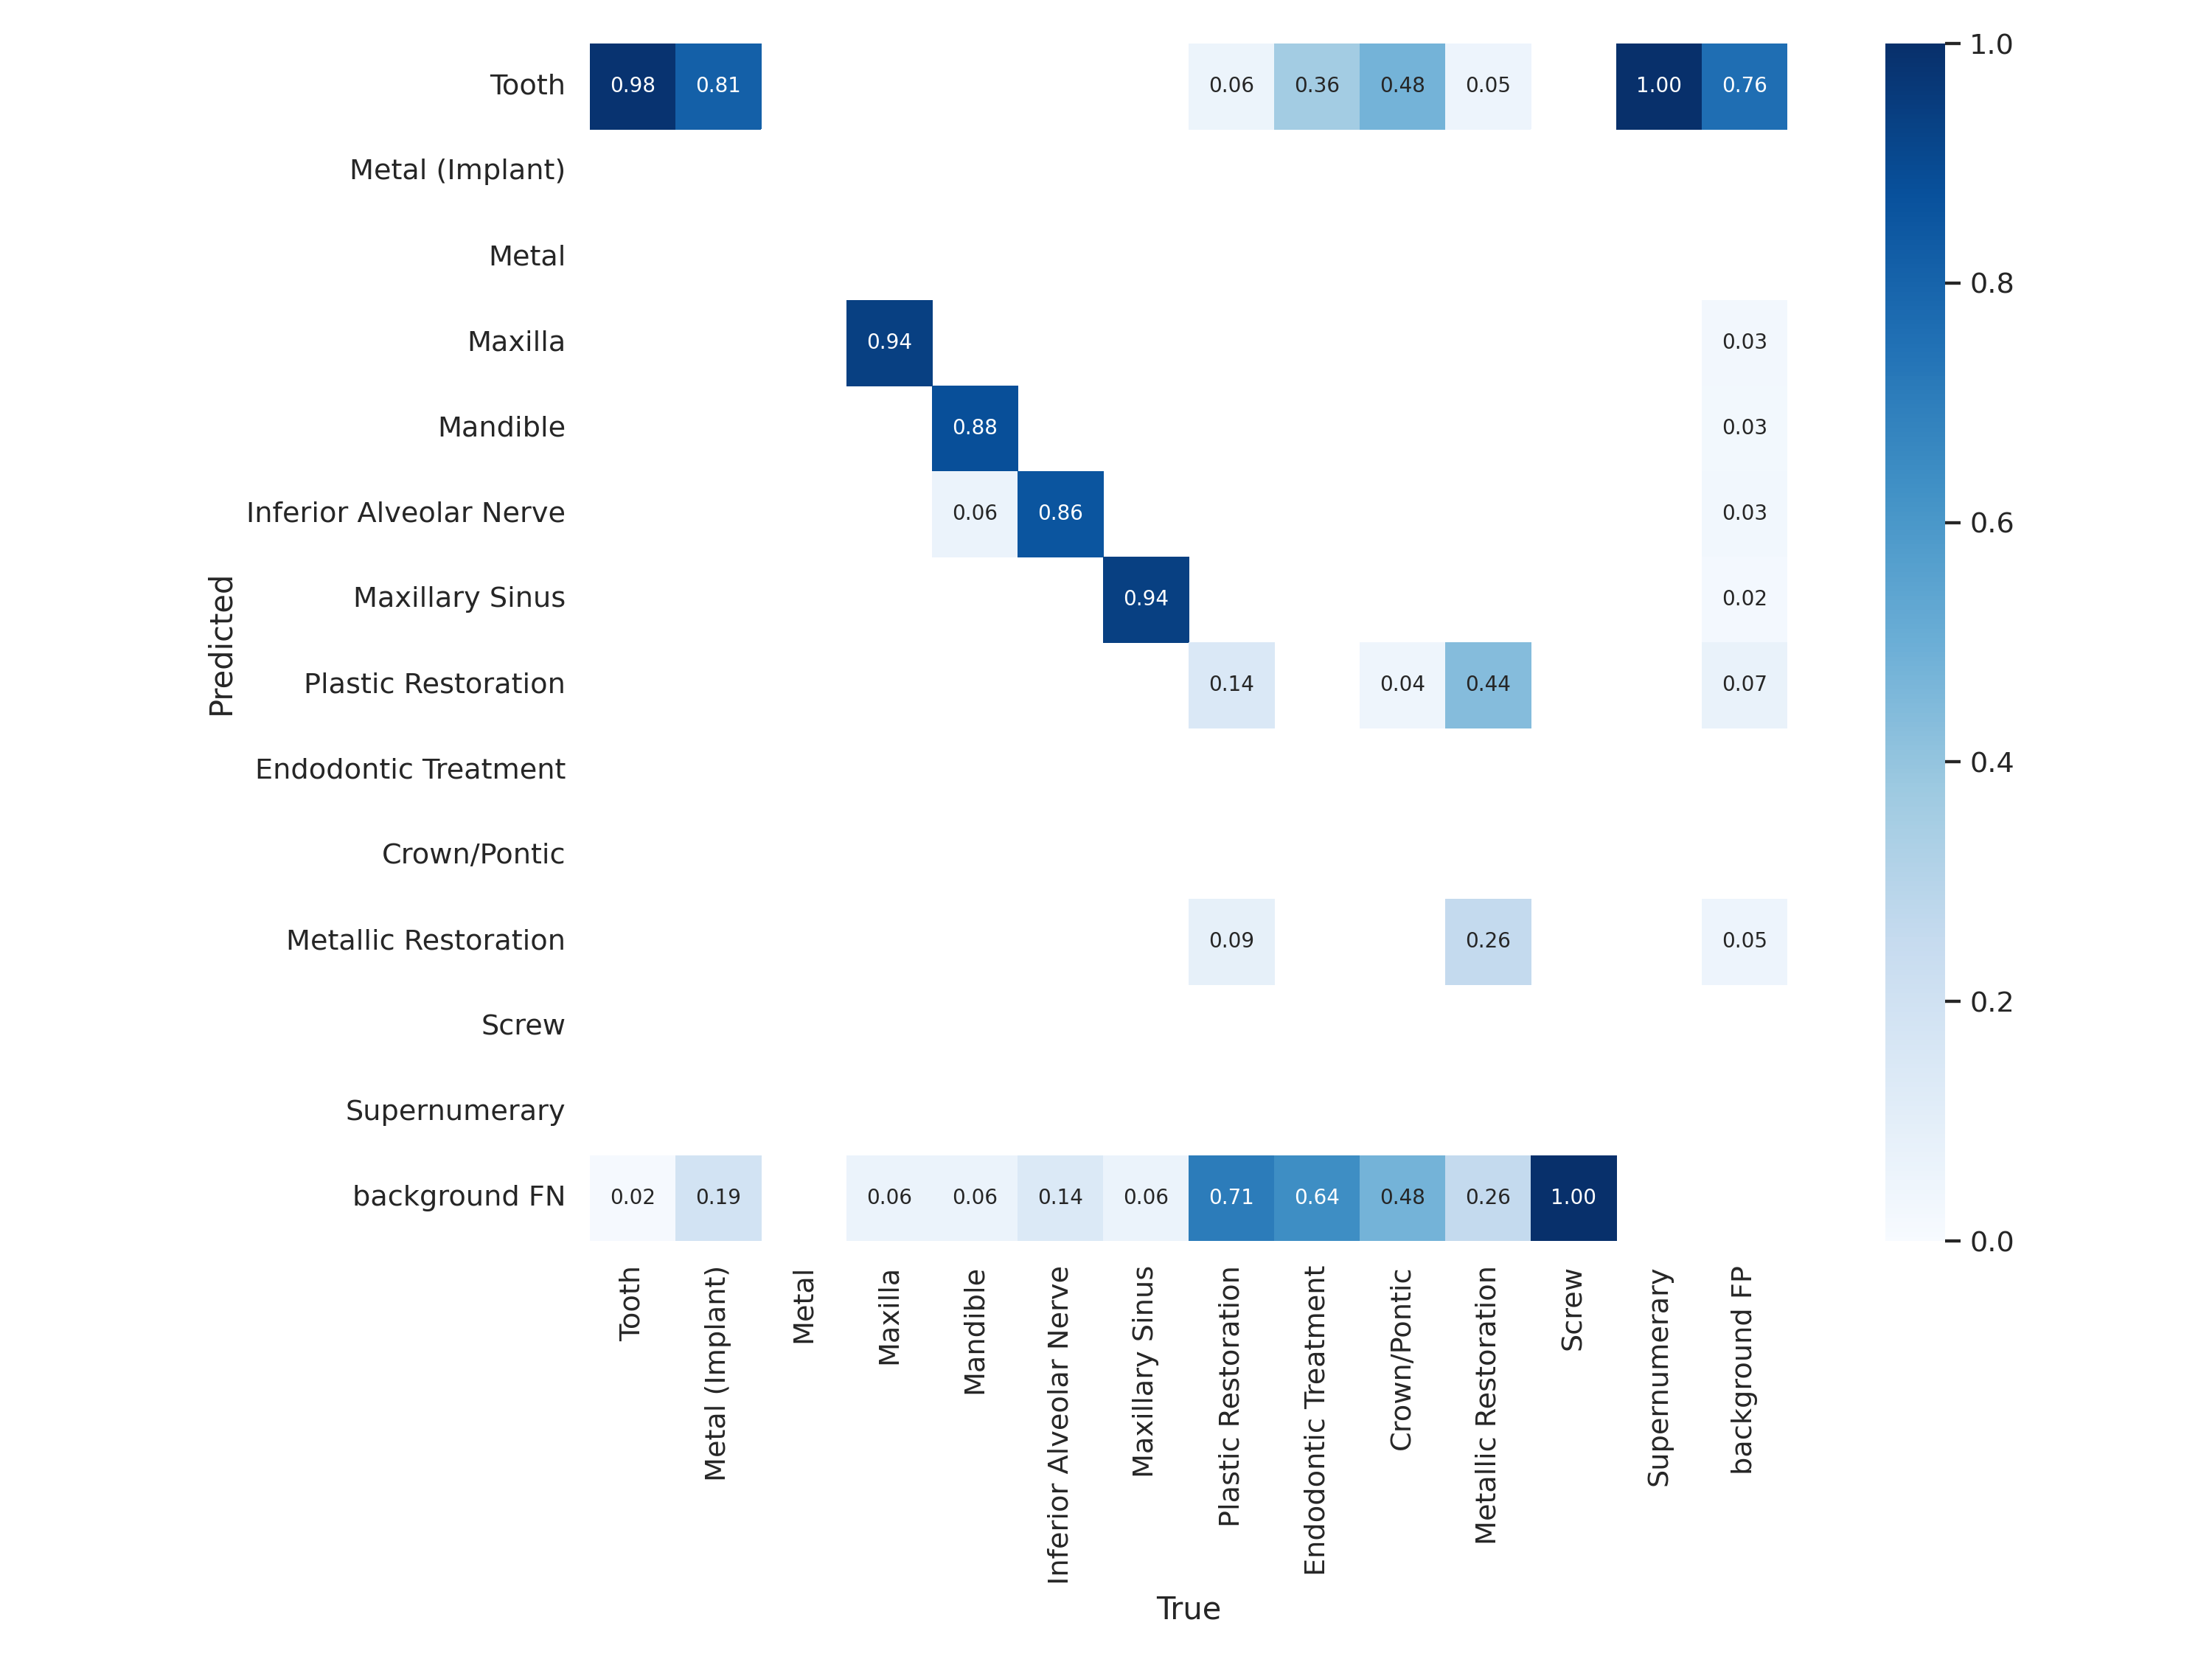 Tooth 0.98 0.81 0.06 0.36 0.48 0.05 1.00 0.76
Metal (Implant)
Metal
Maxilla 0.94 0.03
Mandible 0.88 0.03
Inferior Alveolar Nerve 0.06 0.86 0.03
Maxillary Sinus 0.94 0.02
Plastic Restoration 0.14 0.04 0.44 0.07
Endodontic Treatment
Crown/Pontic
Metallic Restoration 0.09 0.26 0.05
Screw
Supernumerary
background FN 0.02 0.19 0.06 0.06 0.14 0.06 0.71 0.64 0.48 0.26 1.00
Predicted
Tooth
Metal (Implant)
Metal
Maxilla
Mandible
Inferior Alveolar Nerve
Maxillary Sinus
Plastic Restoration
Endodontic Treatment
Crown/Pontic
Metallic Restoration
Screw
Supernumerary
background FP
True
1.0
0.8
0.6
0.4
0.2
0.0